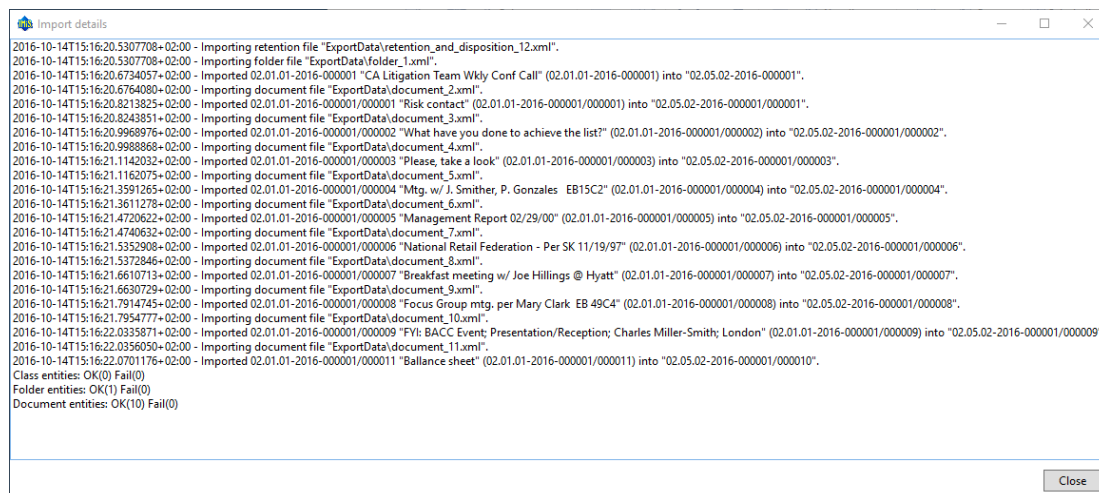 Import details
2016-10-14T15:16:20.5307708+02:00 - Importing retention file "ExportData\retention_and_disposition_12.xml".
2016-10-14T15:16:20.5307708+02:00 - Importing folder file "ExportData\folder_1.xml".
2016-10-14T15:16:20.6734057+02:00 - Imported 02.01.01-2016-000001 "CA Litigation Team Wkly Conf Call" (02.01.01-2016-000001) into "02.05.02-2016-000001".
2016-10-14T15:16:20.6764080+02:00 - Importing document file "ExportData\document_2.xml".
2016-10-14T15:16:20.8213825+02:00 - Imported 02.01.01-2016-000001/000001 "Risk contact" (02.01.01-2016-000001/000001) into "02.05.02-2016-000001/000001".
2016-10-14T15:16:20.8243851+02:00 - Importing document file "ExportData\document_3.xml".
2016-10-14T15:16:20.9968976+02:00 - Imported 02.01.01-2016-000001/000002 "What have you done to achieve the list?" (02.01.01-2016-000001/000002) into "02.05.02-2016-000001/000002".
2016-10-14T15:16:20.9988868+02:00 - Importing document file "ExportData\document_4.xml".
2016-10-14T15:16:21.1142032+02:00 - Imported 02.01.01-2016-000001/000003 "Please, take a look" (02.01.01-2016-000001/000003) into "02.05.02-2016-000001/000003".
2016-10-14T15:16:21.1162075+02:00 - Importing document file "ExportData\document_5.xml".
2016-10-14T15:16:21.3591265+02:00 - Imported 02.01.01-2016-000001/000004 "Mtg. w/ J. Smither, P. Gonzales   EB15C2" (02.01.01-2016-000001/000004) into "02.05.02-2016-000001/000004".
2016-10-14T15:16:21.3611278+02:00 - Importing document file "ExportData\document_6.xml".
2016-10-14T15:16:21.4720622+02:00 - Imported 02.01.01-2016-000001/000005 "Management Report 02/29/00" (02.01.01-2016-000001/000005) into "02.05.02-2016-000001/000005".
2016-10-14T15:16:21.4740632+02:00 - Importing document file "ExportData\document_7.xml".
2016-10-14T15:16:21.5352908+02:00 - Imported 02.01.01-2016-000001/000006 "National Retail Federation - Per SK 11/19/97" (02.01.01-2016-000001/000006) into "02.05.02-2016-000001/000006".
2016-10-14T15:16:21.5372846+02:00 - Importing document file "ExportData\document_8.xml".
2016-10-14T15:16:21.6610713+02:00 - Imported 02.01.01-2016-000001/000007 "Breakfast meeting w/ Joe Hillings @ Hyatt" (02.01.01-2016-000001/000007) into "02.05.02-2016-000001/000007".
2016-10-14T15:16:21.6630729+02:00 - Importing document file "ExportData\document_9.xml".
2016-10-14T15:16:21.7914745+02:00 - Imported 02.01.01-2016-000001/000008 "Focus Group mtg. per Mary Clark  EB 49C4" (02.01.01-2016-000001/000008) into "02.05.02-2016-000001/000008".
2016-10-14T15:16:21.7954777+02:00 - Importing document file "ExportData\document_10.xml".
2016-10-14T15:16:22.0335871+02:00 - Imported 02.01.01-2016-000001/000009 "FYI: BACC Event; Presentation/Reception; Charles Miller-Smith; London" (02.01.01-2016-000001/000009) into "02.05.02-2016-000001/000009"
2016-10-14T15:16:22.0356050+02:00 - Importing document file "ExportData\document_11.xml".
2016-10-14T15:16:22.0701176+02:00 - Imported 02.01.01-2016-000001/000011 "Ballance sheet" (02.01.01-2016-000001/000011) into "02.05.02-2016-000001/000010".
Class entities: OK(0) Fail(0)
Folder entities: OK(1) Fail(0)
Document entities: OK(10) Fail(0)
Close